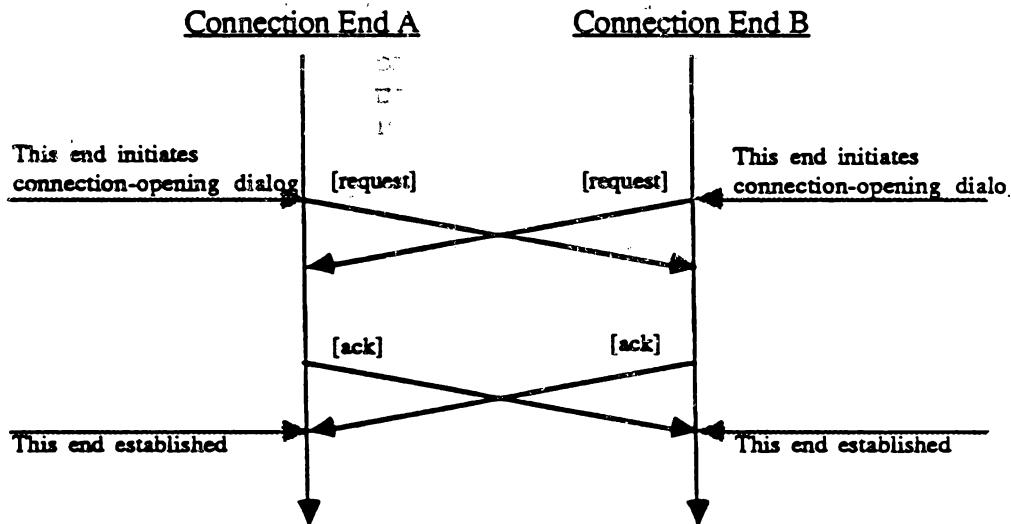 Connection End A
Connection End B
This end initiates
connection-opening dialog
[request]
[request]
This end initiates
connection-opening dialo
[ack]
[ack]
This end established
This end established